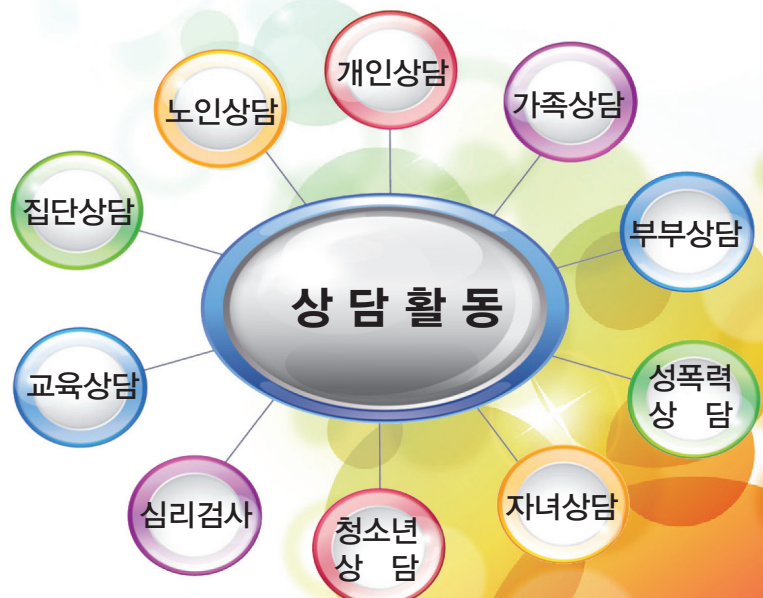 개인상담
노인상담
가족상담
집단상담
부부상담
상 담 활 동
교육상담
성폭력
상 담
심리검사
자녀상담
청소년
상 담